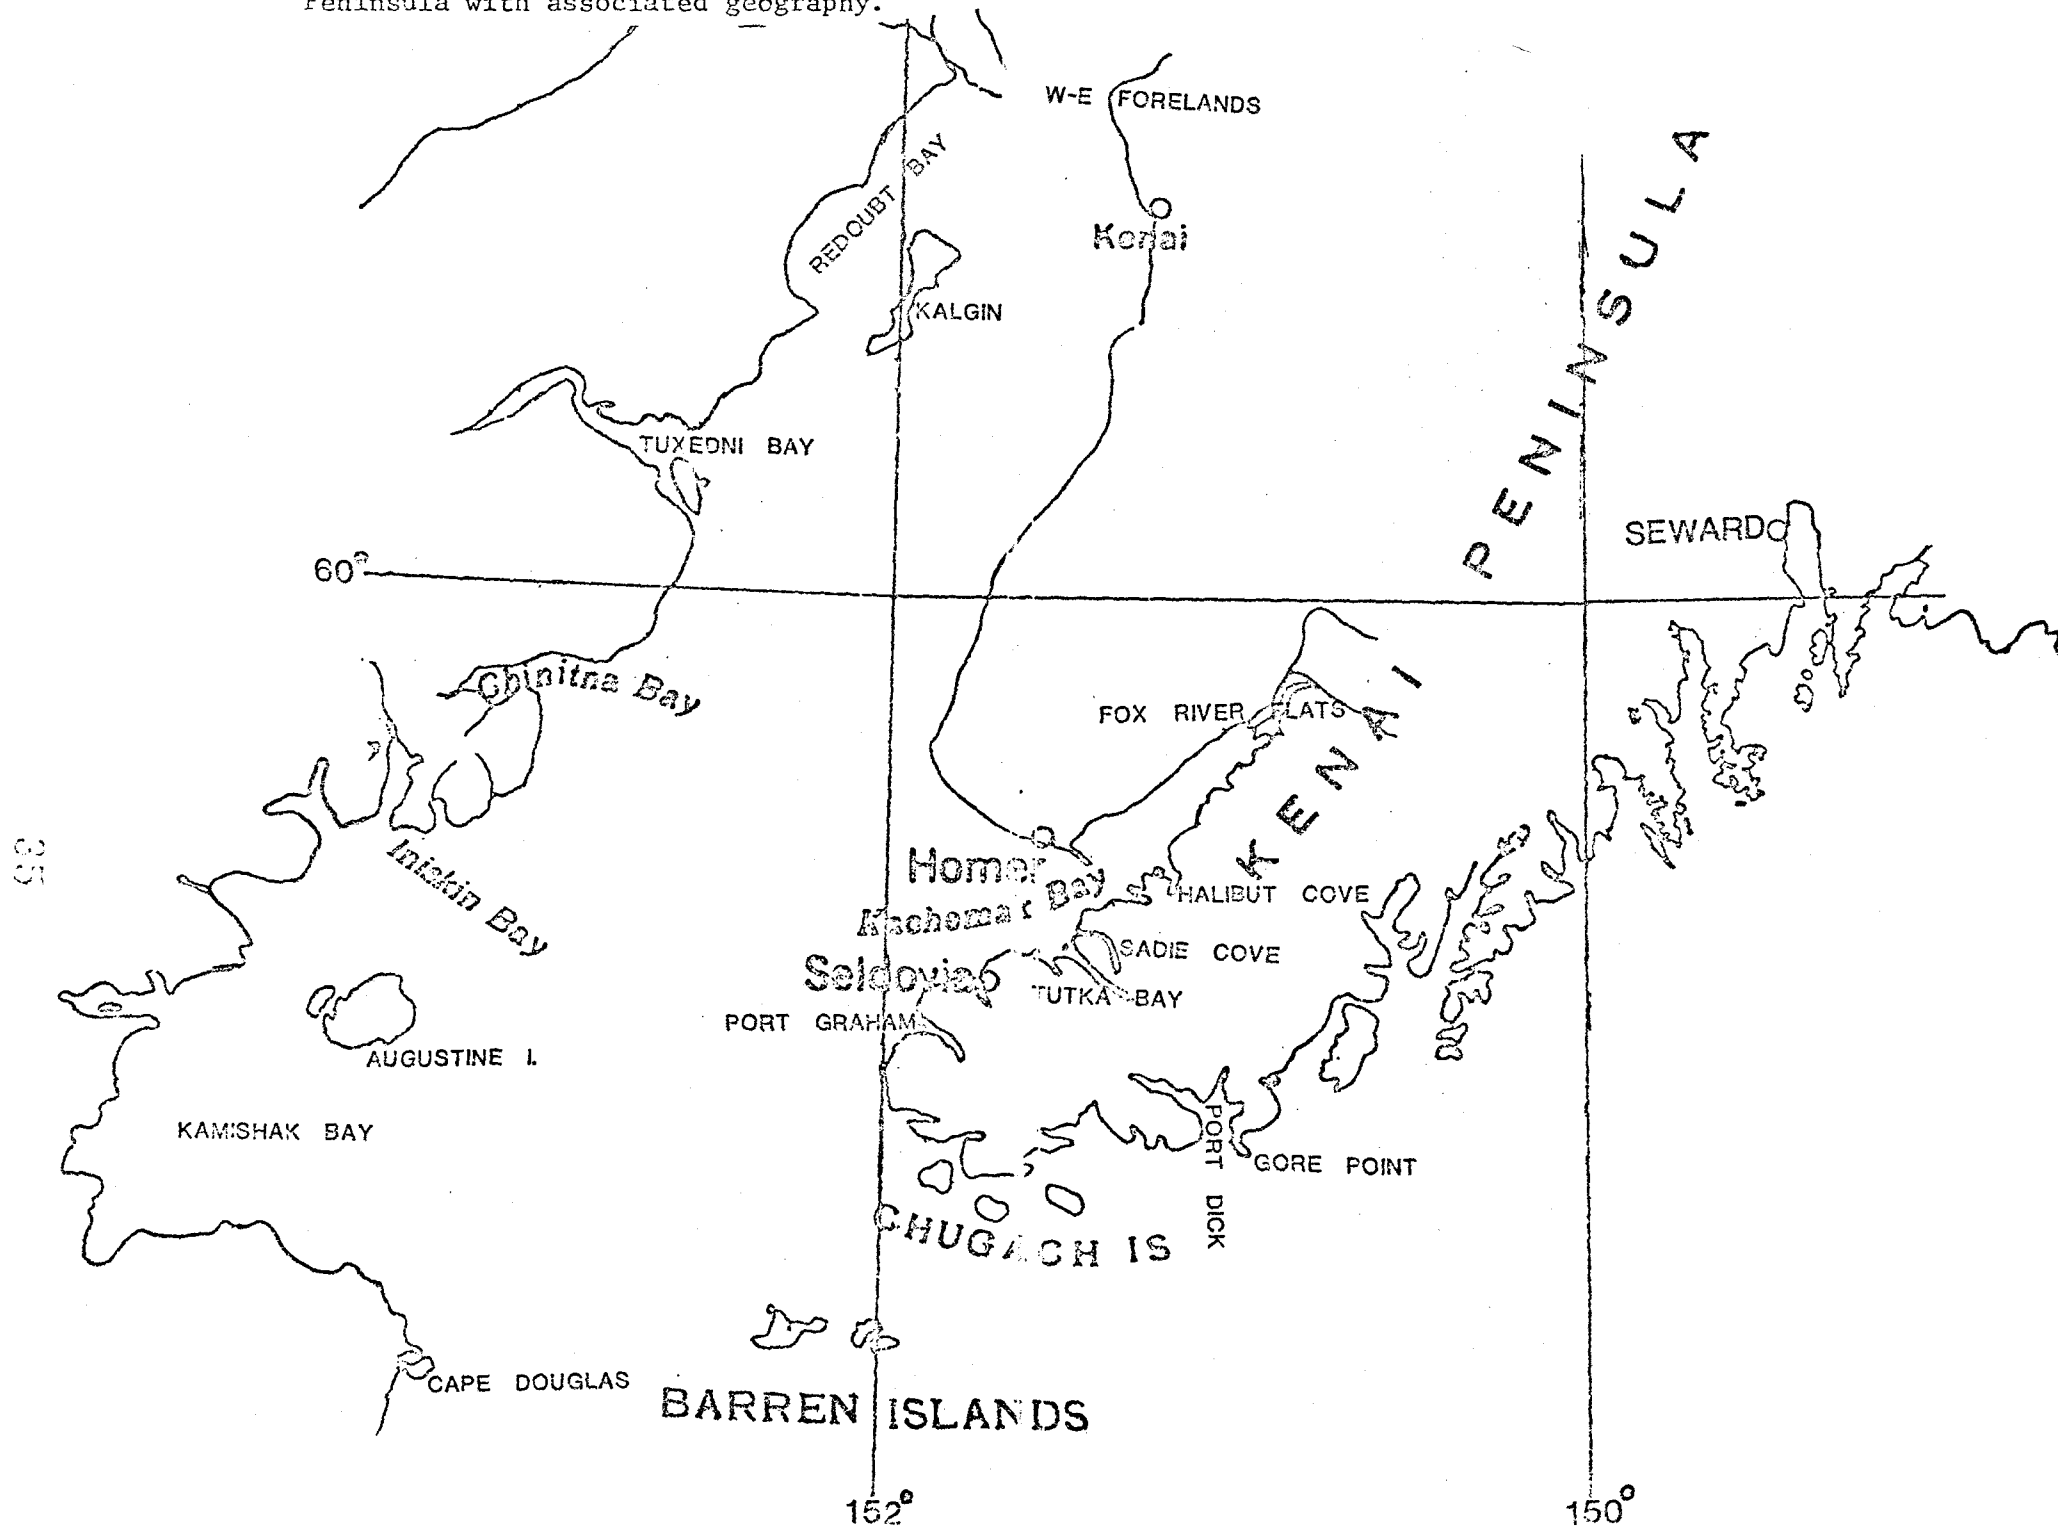 Peninsula with associated geography.
W-E FORELANDS
REDOUBT BAY
Kenai
KALGIN
TUXEDNI BAY
PENINSULA
SEWARD
60°
Chinitna Bay
FOX RIVER FLATS
KENAI
35
Iniskin Bay
Homer
Kachemak Bay
HALIBUT COVE
SADIE COVE
Seldovia
TUTKA BAY
PORT GRAHAM
AUGUSTINE I.
KAMISHAK BAY
PORT DICK
GORE POINT
CHUGACH IS
CAPE DOUGLAS
BARREN ISLANDS
152°
150°